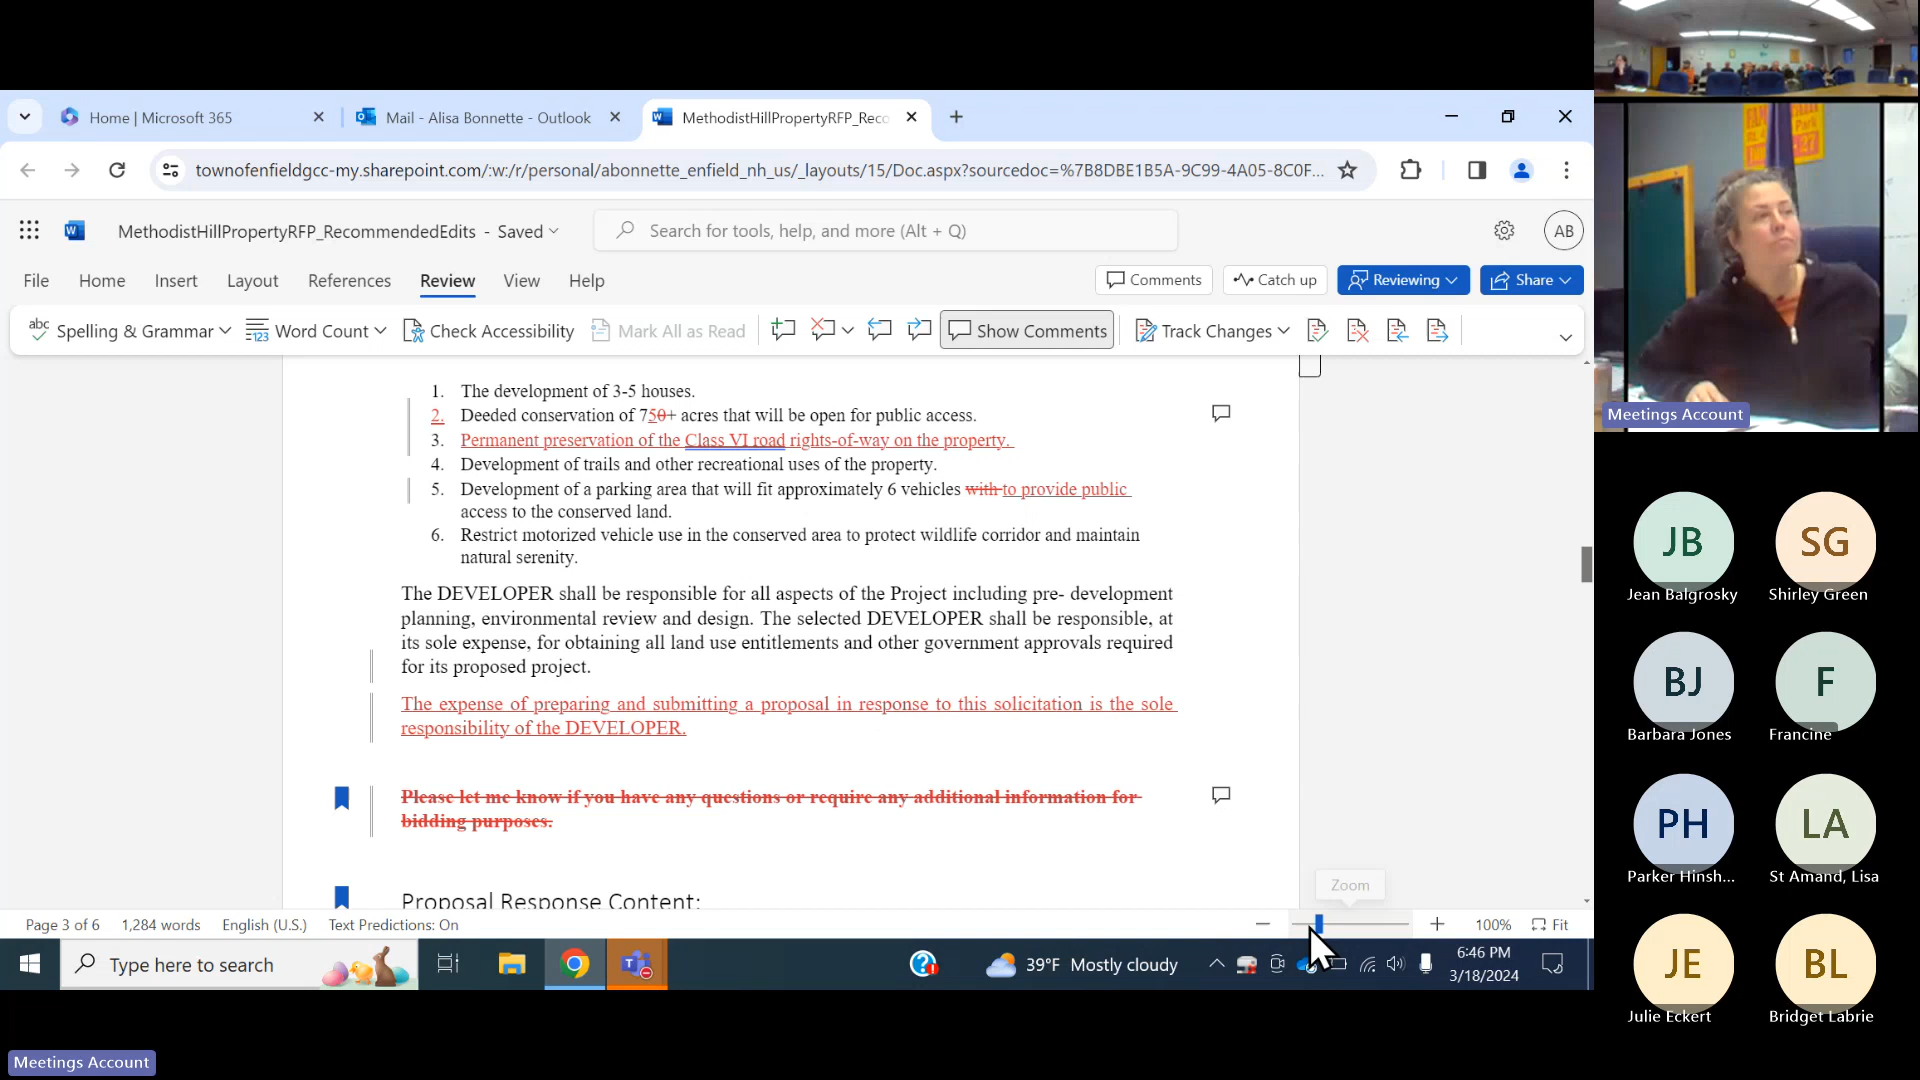 Home | Microsoft 365
Mail - Alisa Bonnette - Outlook
MethodistHillPropertyRFP_Reco
townofenfieldgcc-my.sharepoint.com/:w:/r/personal/abonnette_enfield_nh_us/_layouts/15/Doc.aspx?sourcedoc=%7B8DBE1B5A-9C99-4A05-8C0F...
MethodistHillPropertyRFP_RecommendedEdits - Saved
Search for tools, help, and more (Alt + Q)
AB
File Home Insert Layout References Review View Help
Comments Catch up Reviewing Share
abc Spelling & Grammar 123 Word Count Check Accessibility Mark All as Read Show Comments Track Changes
1. The development of 3-5 houses.
2. Deeded conservation of 750+ acres that will be open for public access.
3. Permanent preservation of the Class VI road rights-of-way on the property.
4. Development of trails and other recreational uses of the property.
5. Development of a parking area that will fit approximately 6 vehicles with to provide public
access to the conserved land.
6. Restrict motorized vehicle use in the conserved area to protect wildlife corridor and maintain
natural serenity.
The DEVELOPER shall be responsible for all aspects of the Project including pre- development
planning, environmental review and design. The selected DEVELOPER shall be responsible, at
its sole expense, for obtaining all land use entitlements and other government approvals required
for its proposed project.
The expense of preparing and submitting a proposal in response to this solicitation is the sole
responsibility of the DEVELOPER.
Please let me know if you have any questions or require any additional information for
bidding purposes.
Proposal Response Content:
Zoom
Page 3 of 6 1,284 words English (U.S.) Text Predictions: On
100% Fit
Type here to search
39°F Mostly cloudy
6:46 PM
3/18/2024
Meetings Account
Meetings Account
JB SG
Jean Balgrosky Shirley Green
BJ F
Barbara Jones Francine
PH LA
Parker Hinsh... St Amand, Lisa
JE BL
Julie Eckert Bridget Labrie